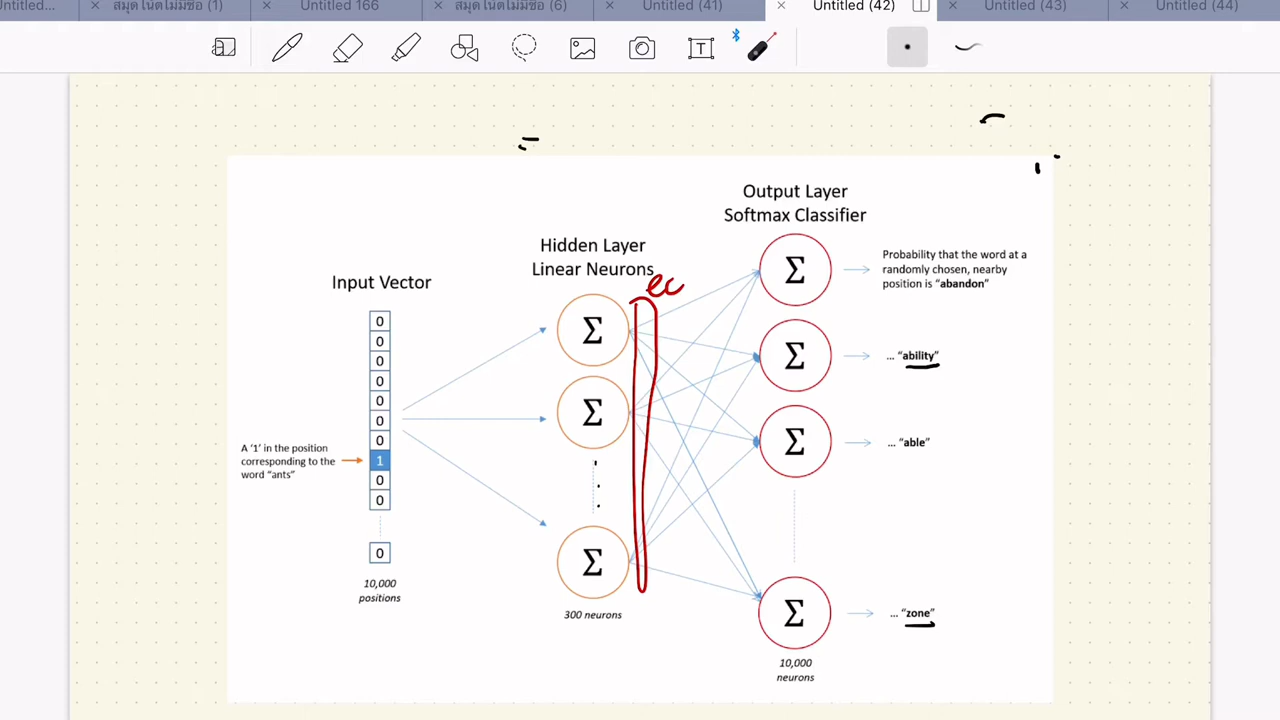 Untitled...
สมุดโน้ตไม่มีชื่อ (1)
Untitled 166
สมุดโน้ตไม่มีชื่อ (6)
Untitled (41)
Untitled (42)
Untitled (43)
Untitled (44)
T
Output Layer
Softmax Classifier
Hidden Layer
Linear Neurons
Input Vector
ec
0
0
0
0
0
0
0
1
0
0
0
A '1' in the position
corresponding to the
word "ants"
10,000
positions
Σ
Σ
Σ
300 neurons
Σ
Σ
Σ
Σ
10,000
neurons
Probability that the word at a
randomly chosen, nearby
position is "abandon"
... "ability"
... "able"
... "zone"